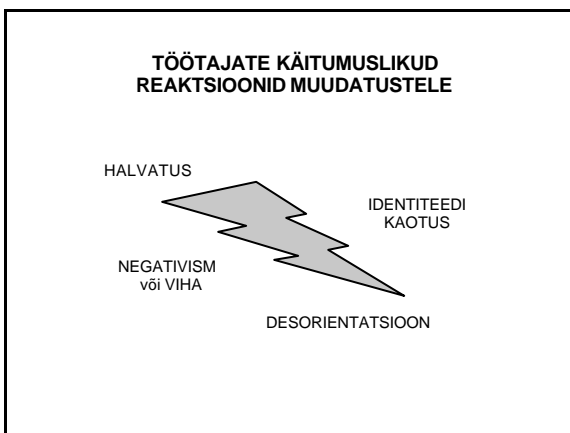 TÖÖTAJATE KÄITUMUSLIKUD
REAKTSIOONID MUUDATUSTELE
HALVATUS
IDENTITEEDI
KAOTUS
NEGATIVISM
või VIHA
DESORIENTATSIOON